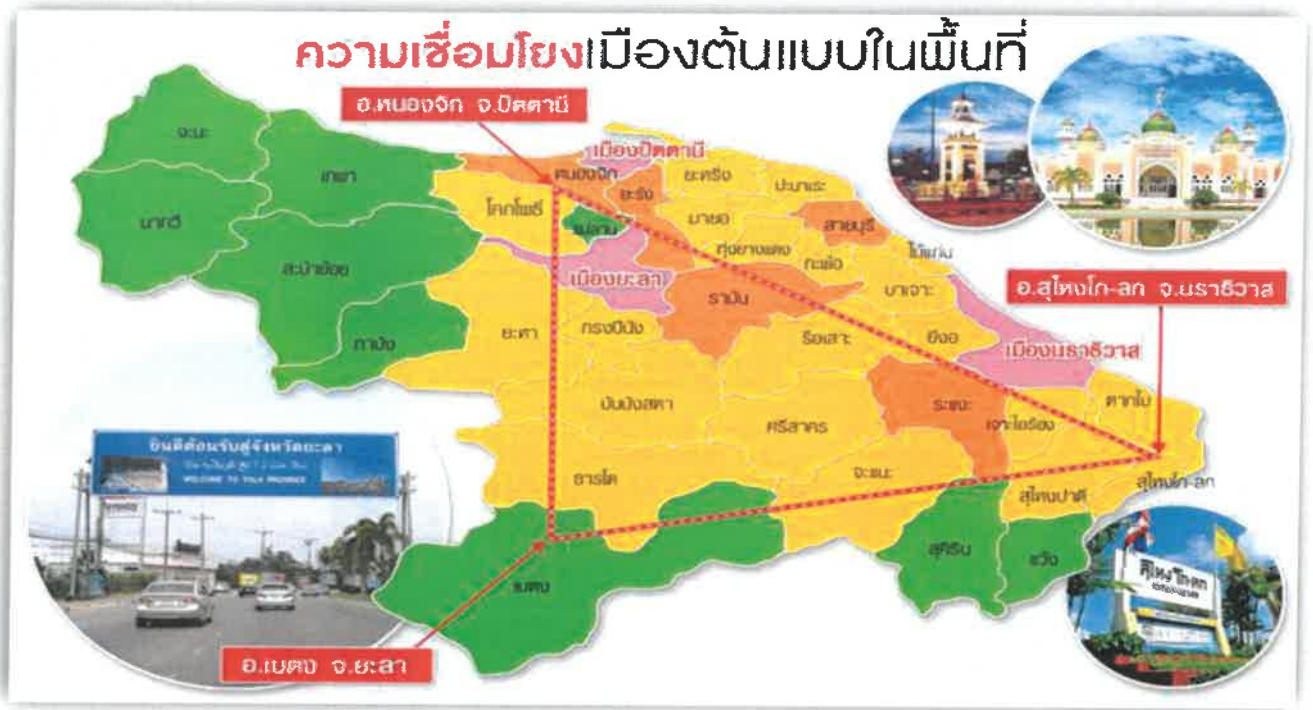 ความเชื่อมโยงเมืองต้นแบบในพื้นที่
อ.หนองจิก จ.ปัตตานี
จะนะ
เทพา
นาทวี
สะบ้าย้อย
กาบัง
เมืองปัตตานี
หนองจิก
ยะรัง
ยะหริ่ง
ปะนาเระ
โคกโพธิ์
แม่ลาน
มายอ
สายบุรี
ทุ่งยางแดง
กะพ้อ
ไม้แก่น
เมืองยะลา
รามัน
บาเจาะ
อ.สุไหงโก-ลก จ.นราธิวาส
ยะหา
กรงปินัง
รือเสาะ
ยี่งอ
เมืองนราธิวาส
บันนังสตา
ศรีสาคร
ระแงะ
เจาะไอร้อง
ตากใบ
ธารโต
จะแนะ
สุไหงปาดี
สุไหงโก-ลก
เบตง
สุคิริน
แว้ง
ยินดีต้อนรับสู่จังหวัดยะลา
WELCOME TO YALA PROVINCE
สุไหงโก-ลก
อ.เบตง จ.ยะลา